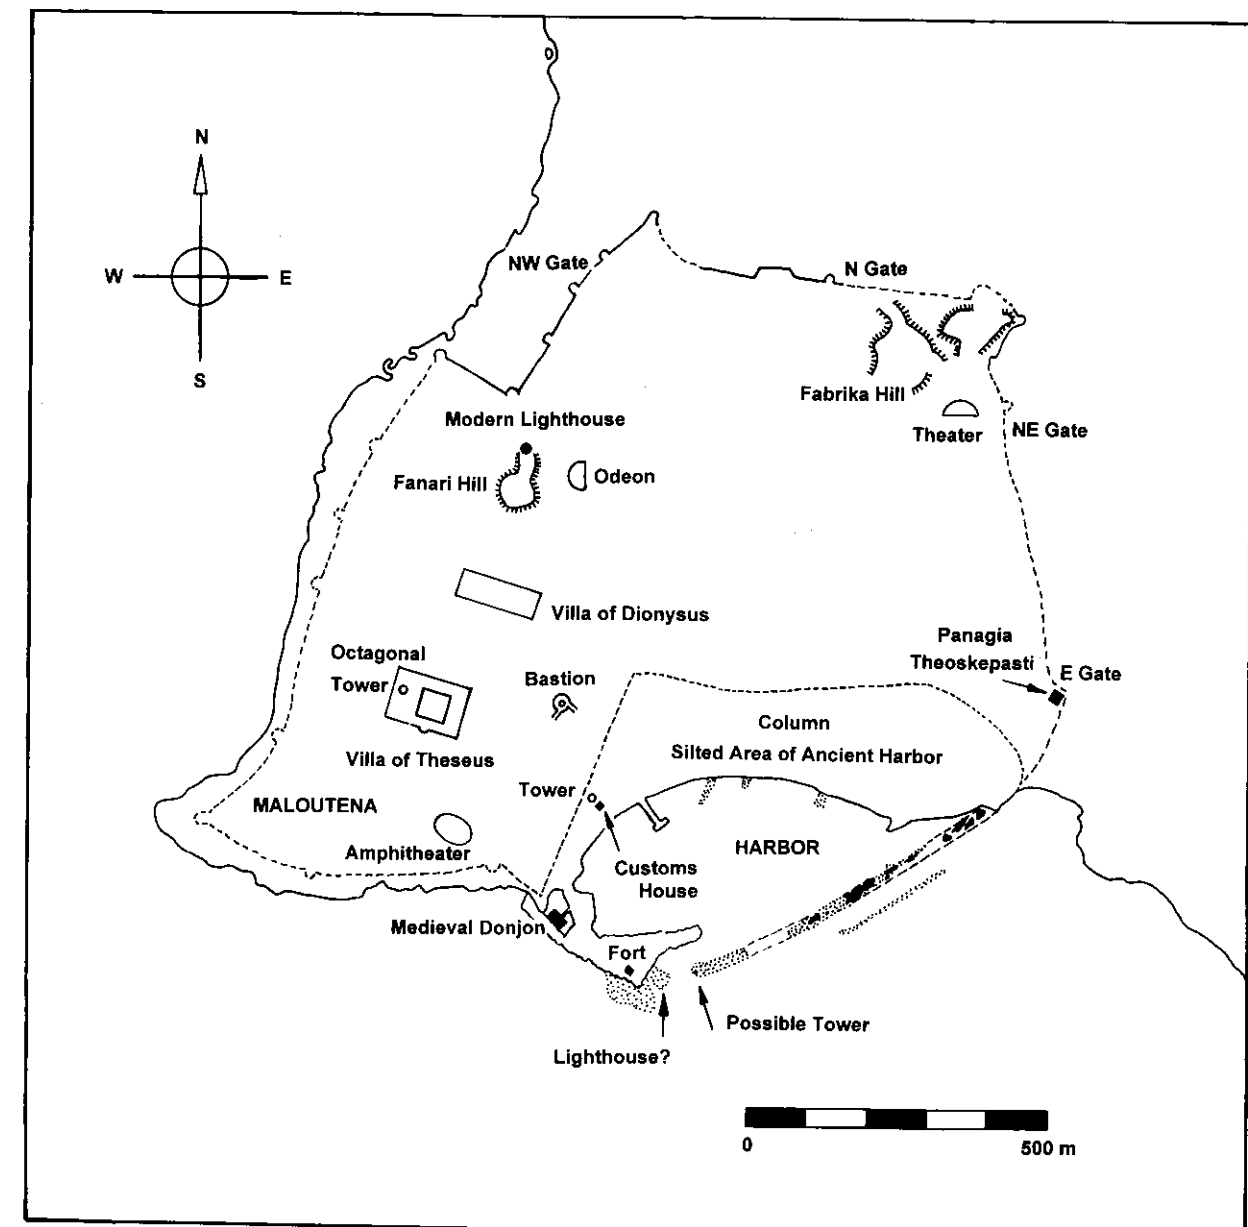 N
W E
S
NW Gate
N Gate
Fabrika Hill
Theater
NE Gate
Modern Lighthouse
Fanari Hill
Odeon
Villa of Dionysus
Octagonal
Tower
Villa of Theseus
Bastion
Panagia
Theoskepasti
E Gate
Column
Silted Area of Ancient Harbor
Tower
MALOUTENA
Amphitheater
HARBOR
Customs
House
Medieval Donjon
Fort
Possible Tower
Lighthouse?
0 500 m